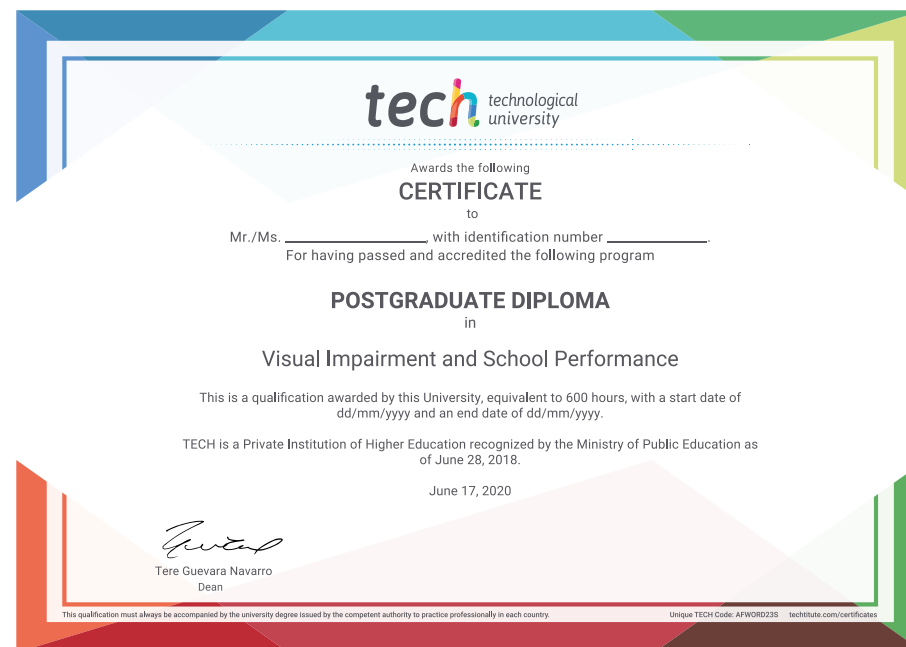 tech technological
university
Awards the following
CERTIFICATE
to
Mr./Ms. ____________________, with identification number ______________.
For having passed and accredited the following program
POSTGRADUATE DIPLOMA
in
Visual Impairment and School Performance
This is a qualification awarded by this University, equivalent to 600 hours, with a start date of
dd/mm/yyyy and an end date of dd/mm/yyyy.
TECH is a Private Institution of Higher Education recognized by the Ministry of Public Education as
of June 28, 2018.
June 17, 2020
Tere Guevara Navarro
Dean
This qualification must always be accompanied by the university degree issued by the competent authority to practice professionally in each country. Unique TECH Code: AFWORD23S techtitute.com/certificates